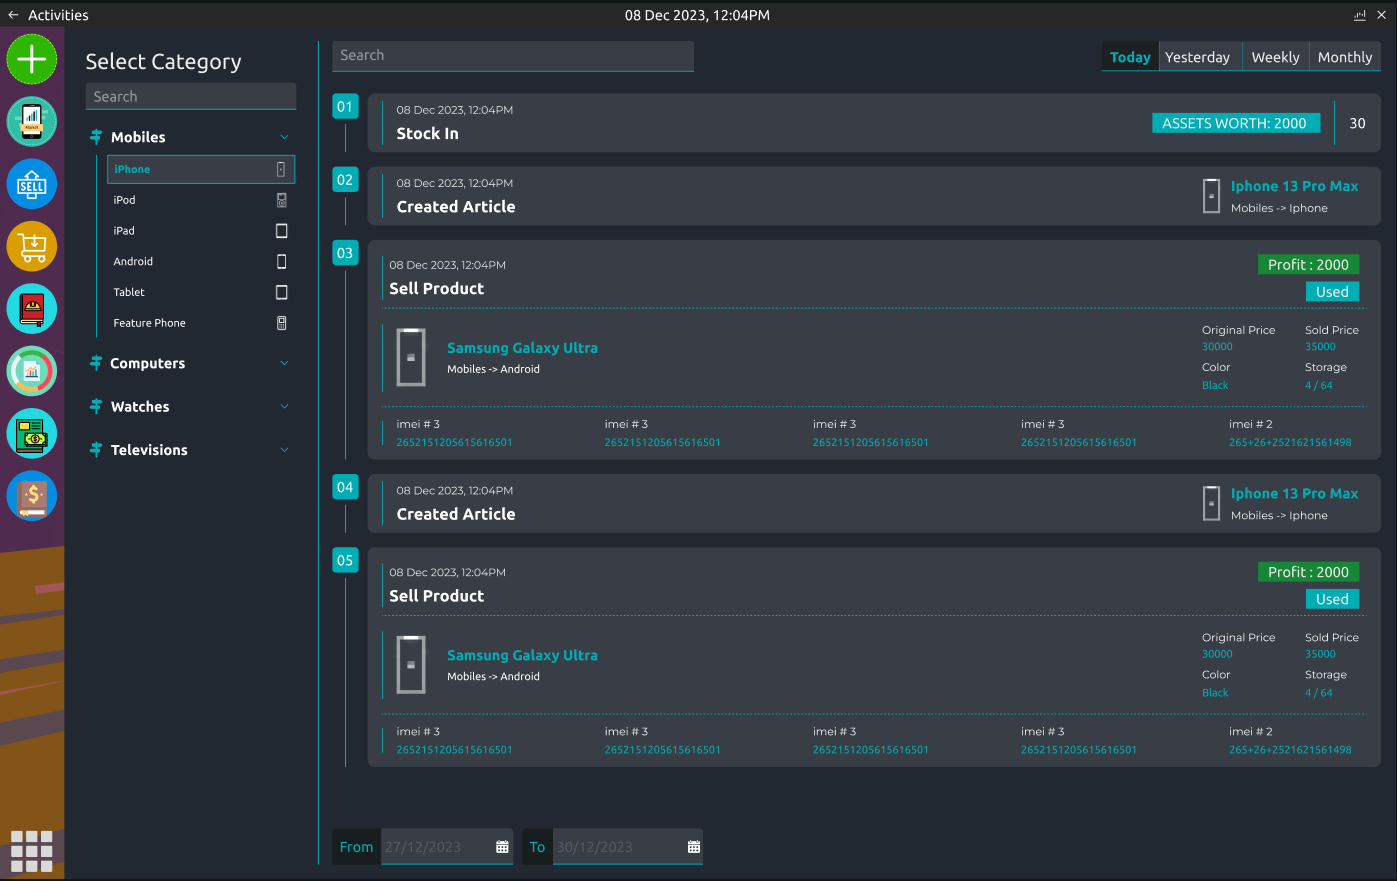 ← Activities
08 Dec 2023, 12:04PM
SELL
Select Category
Search
Mobiles
iPhone
iPod
iPad
Android
Tablet
Feature Phone
Computers
Watches
Televisions
Search
Today Yesterday Weekly Monthly
01
08 Dec 2023, 12:04PM
Stock In
ASSETS WORTH: 2000
30
02
08 Dec 2023, 12:04PM
Created Article
Iphone 13 Pro Max
Mobiles -> Iphone
03
08 Dec 2023, 12:04PM
Sell Product
Profit : 2000
Used
Samsung Galaxy Ultra
Mobiles -> Android
Original Price Sold Price
30000 35000
Color Storage
Black 4 / 64
imei # 3 imei # 3 imei # 3 imei # 3 imei # 2
2652151205615616501 2652151205615616501 2652151205615616501 2652151205615616501 265+26+2521621561498
04
08 Dec 2023, 12:04PM
Created Article
Iphone 13 Pro Max
Mobiles -> Iphone
05
08 Dec 2023, 12:04PM
Sell Product
Profit : 2000
Used
Samsung Galaxy Ultra
Mobiles -> Android
Original Price Sold Price
30000 35000
Color Storage
Black 4 / 64
imei # 3 imei # 3 imei # 3 imei # 3 imei # 2
2652151205615616501 2652151205615616501 2652151205615616501 2652151205615616501 265+26+2521621561498
From 27/12/2023 To 30/12/2023